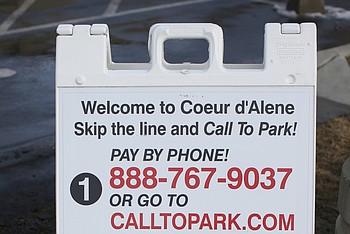 Welcome to Coeur d'Alene
Skip the line and Call To Park!
PAY BY PHONE!
1 888-767-9037
OR GO TO
CALLTOPARK.COM